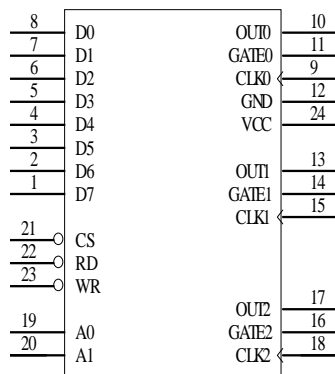 8 D0 OUT0 10
7 D1 GATE0 11
6 D2 CLK0 9
5 D3 GND 12
4 D4 VCC 24
3 D5
2 D6 OUT1 13
1 D7 GATE1 14
CLK1 15
21 CS
22 RD
23 WR
OUT2 17
19 A0 GATE2 16
20 A1 CLK2 18